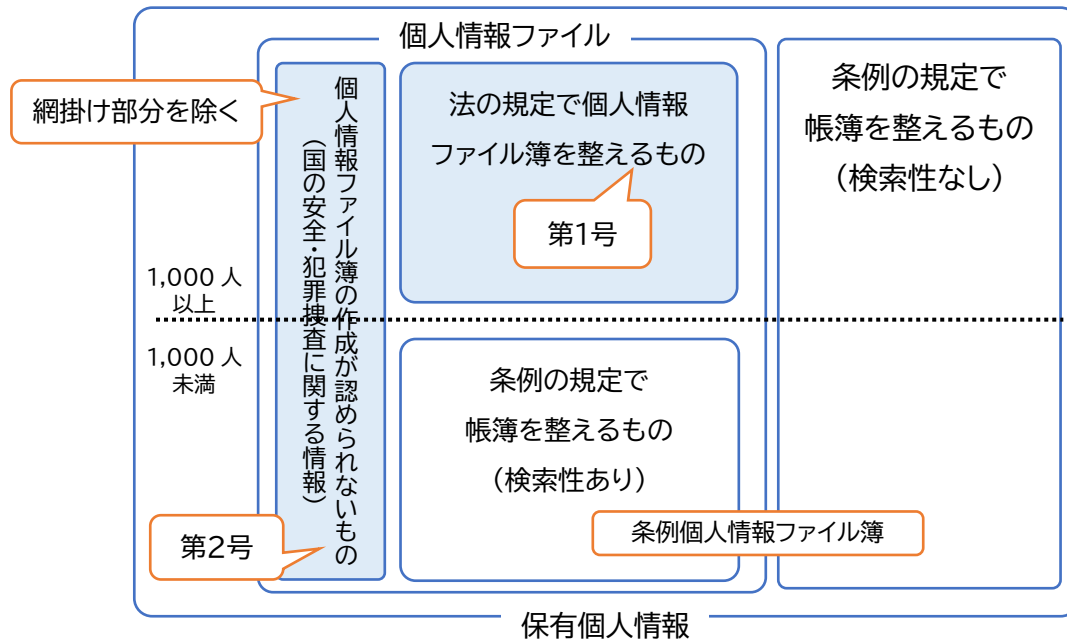 個人情報ファイル
網掛け部分を除く
個人情報ファイル簿の作成が認められないもの
（国の安全・犯罪捜査に関する情報）
法の規定で個人情報
ファイル簿を整えるもの
第1号
条例の規定で
帳簿を整えるもの
（検索性なし）
1,000 人
以上
1,000 人
未満
条例の規定で
帳簿を整えるもの
（検索性あり）
第2号
条例個人情報ファイル簿
保有個人情報